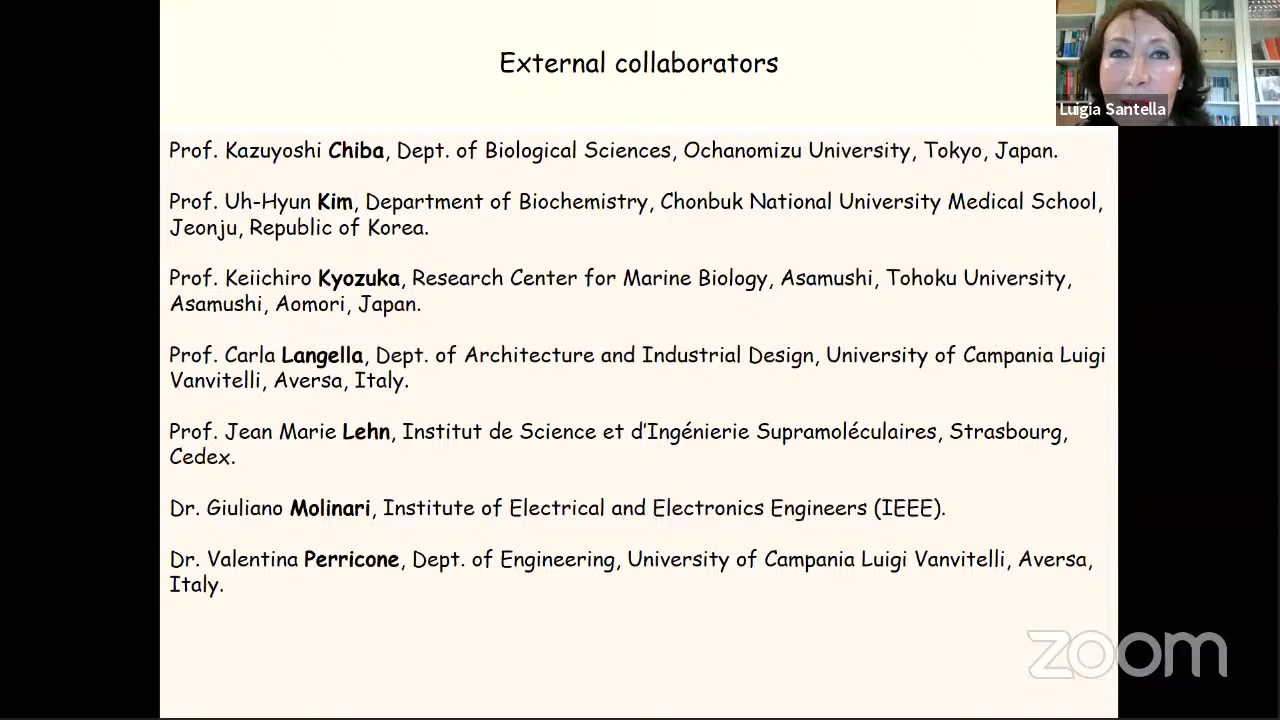 External collaborators
Luigia Santella
Prof. Kazuyoshi Chiba, Dept. of Biological Sciences, Ochanomizu University, Tokyo, Japan.
Prof. Uh-Hyun Kim, Department of Biochemistry, Chonbuk National University Medical School,
Jeonju, Republic of Korea.
Prof. Keiichiro Kyozuka, Research Center for Marine Biology, Asamushi, Tohoku University,
Asamushi, Aomori, Japan.
Prof. Carla Langella, Dept. of Architecture and Industrial Design, University of Campania Luigi
Vanvitelli, Aversa, Italy.
Prof. Jean Marie Lehn, Institut de Science et d'Ingénierie Supramoléculaires, Strasbourg,
Cedex.
Dr. Giuliano Molinari, Institute of Electrical and Electronics Engineers (IEEE).
Dr. Valentina Perricone, Dept. of Engineering, University of Campania Luigi Vanvitelli, Aversa,
Italy.
zoom